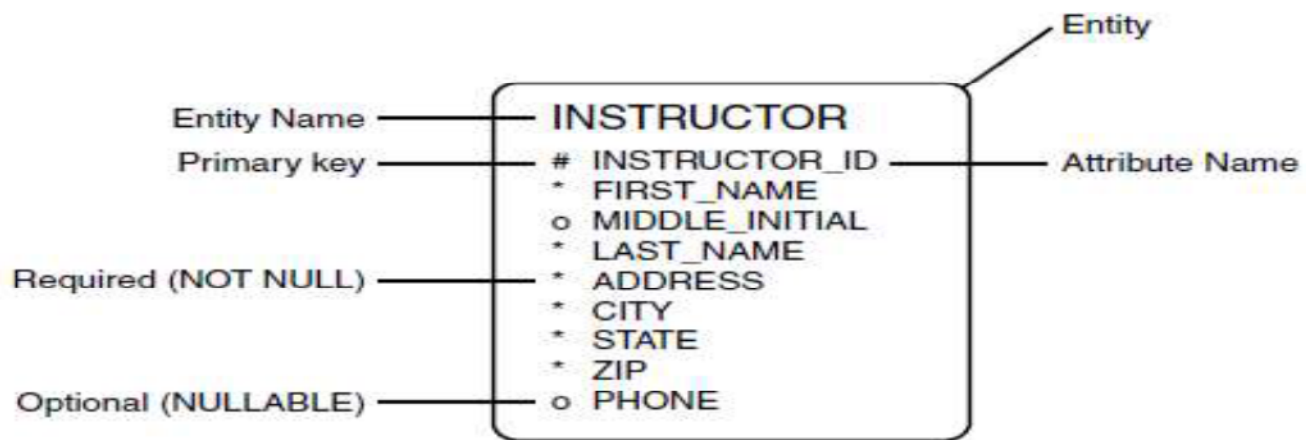 Entity
Entity Name INSTRUCTOR
Primary key # INSTRUCTOR_ID Attribute Name
* FIRST_NAME
o MIDDLE_INITIAL
* LAST_NAME
Required (NOT NULL) * ADDRESS
* CITY
* STATE
* ZIP
Optional (NULLABLE) o PHONE